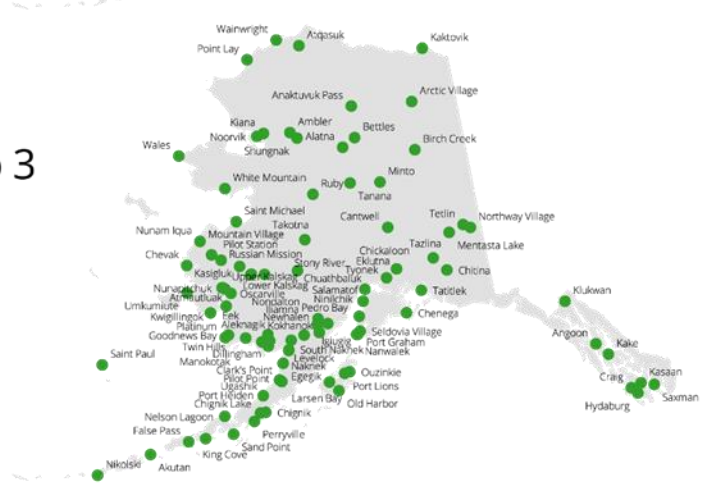 Wainwright
Atqasuk
Kaktovik
Point Lay
Anaktuvuk Pass
Arctic Village
Kiana
Ambler
Bettles
Noorvik
Alatna
Birch Creek
Wales
Shungnak
3
White Mountain
Ruby
Minto
Tanana
Saint Michael
Cantwell
Tetlin
Northway Village
Takotna
Nunam Iqua
Mountain Village
Pilot Station
Tazlina
Mentasta Lake
Chevak
Russian Mission
Chickaloon
Stony River
Eklutna
Kasigluk
Upper Kalskag
Tyonek
Chitina
Chuathbaluk
Lower Kalskag
Nunapitchuk
Salamatof
Tatitlek
Klukwan
Atmautluak
Oscarville
Ninilchik
Nondalton
Umkumiute
Iliamna
Pedro Bay
Chenega
Kwigillingok
Eek
Newhalen
Platinum
Aleknagik
Kokhanok
Seldovia Village
Angoon
Goodnews Bay
Igiugig
Port Graham
Kake
Twin Hills
South Naknek
Nanwalek
Saint Paul
Dillingham
Manokotak
Levelock
Clark's Point
Naknek
Craig
Kasaan
Pilot Point
Egegik
Ouzinkie
Ugashik
Port Lions
Saxman
Port Heiden
Larsen Bay
Old Harbor
Hydaburg
Chignik Lake
Nelson Lagoon
Chignik
False Pass
Perryville
Sand Point
King Cove
Nikolski
Akutan